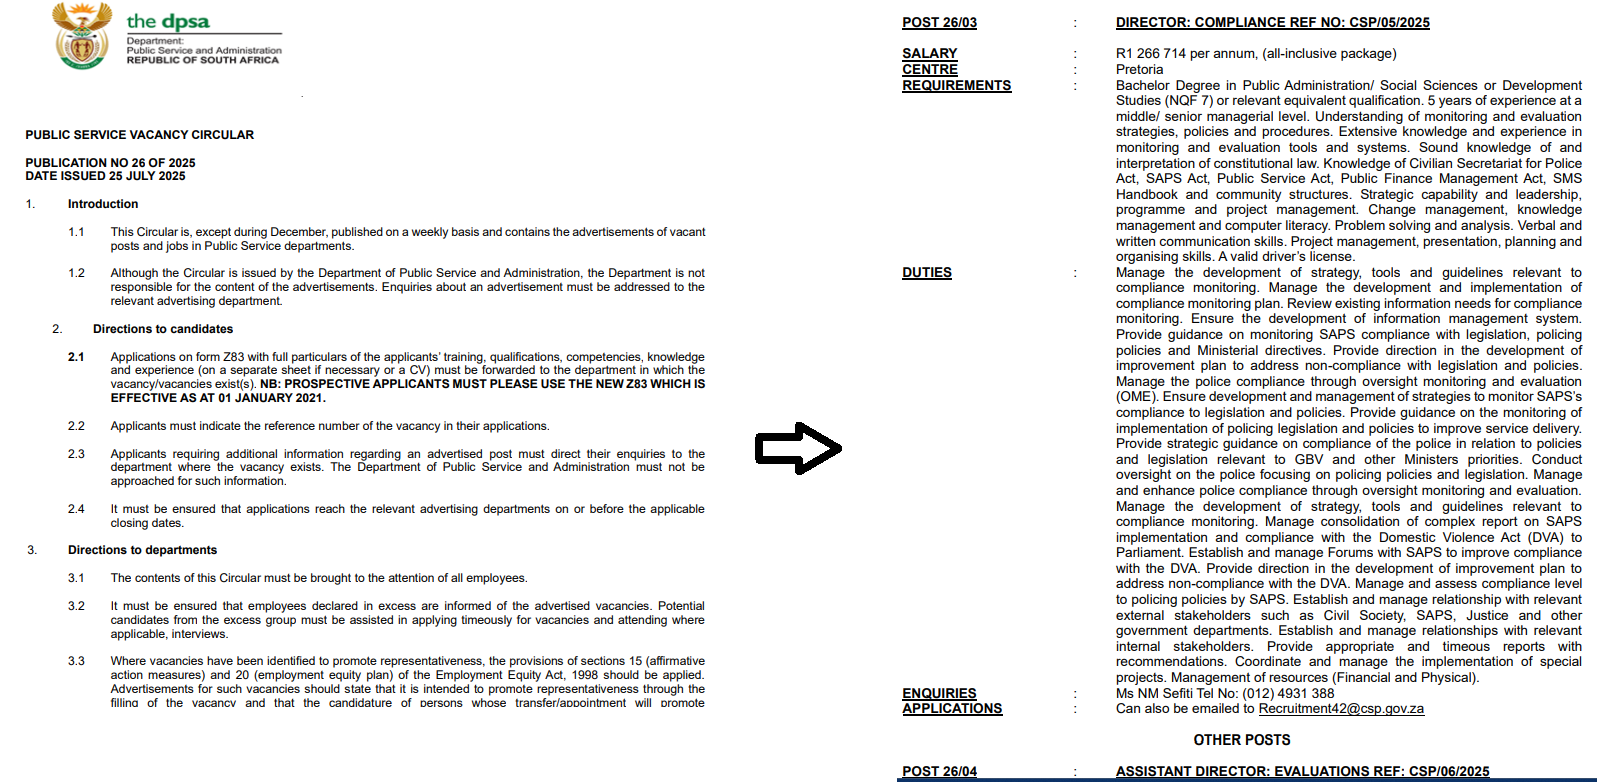 the dpsa
Department:
Public Service and Administration
REPUBLIC OF SOUTH AFRICA
PUBLIC SERVICE VACANCY CIRCULAR
PUBLICATION NO 26 OF 2025
DATE ISSUED 25 JULY 2025
1. Introduction
1.1 This Circular is, except during December, published on a weekly basis and contains the advertisements of vacant
posts and jobs in Public Service departments.
1.2 Although the Circular is issued by the Department of Public Service and Administration, the Department is not
responsible for the content of the advertisements. Enquiries about an advertisement must be addressed to the
relevant advertising department.
2. Directions to candidates
2.1 Applications on form Z83 with full particulars of the applicants' training, qualifications, competencies, knowledge
and experience (on a separate sheet if necessary or a CV) must be forwarded to the department in which the
vacancy/vacancies exist(s). NB: PROSPECTIVE APPLICANTS MUST PLEASE USE THE NEW Z83 WHICH IS
EFFECTIVE AS AT 01 JANUARY 2021.
2.2 Applicants must indicate the reference number of the vacancy in their applications.
2.3 Applicants requiring additional information regarding an advertised post must direct their enquiries to the
department where the vacancy exists. The Department of Public Service and Administration must not be
approached for such information.
2.4 It must be ensured that applications reach the relevant advertising departments on or before the applicable
closing dates.
3. Directions to departments
3.1 The contents of this Circular must be brought to the attention of all employees.
3.2 It must be ensured that employees declared in excess are informed of the advertised vacancies. Potential
candidates from the excess group must be assisted in applying timeously for vacancies and attending where
applicable, interviews.
3.3 Where vacancies have been identified to promote representativeness, the provisions of sections 15 (affirmative
action measures) and 20 (employment equity plan) of the Employment Equity Act, 1998 should be applied.
Advertisements for such vacancies should state that it is intended to promote representativeness through the
filling of the vacancy and that the candidature of persons whose transfer/appointment will promote
POST 26/03 : DIRECTOR: COMPLIANCE REF NO: CSP/05/2025
SALARY : R1 266 714 per annum, (all-inclusive package)
CENTRE : Pretoria
REQUIREMENTS : Bachelor Degree in Public Administration/ Social Sciences or Development
Studies (NQF 7) or relevant equivalent qualification. 5 years of experience at a
middle/ senior managerial level. Understanding of monitoring and evaluation
strategies, policies and procedures. Extensive knowledge and experience in
monitoring and evaluation tools and systems. Sound knowledge of and
interpretation of constitutional law. Knowledge of Civilian Secretariat for Police
Act, SAPS Act, Public Service Act, Public Finance Management Act, SMS
Handbook and community structures. Strategic capability and leadership,
programme and project management. Change management, knowledge
management and computer literacy. Problem solving and analysis. Verbal and
written communication skills. Project management, presentation, planning and
organising skills. A valid driver's license.
DUTIES : Manage the development of strategy, tools and guidelines relevant to
compliance monitoring. Manage the development and implementation of
compliance monitoring plan. Review existing information needs for compliance
monitoring. Ensure the development of information management system.
Provide guidance on monitoring SAPS compliance with legislation, policing
policies and Ministerial directives. Provide direction in the development of
improvement plan to address non-compliance with legislation and policies.
Manage the police compliance through oversight monitoring and evaluation
(OME). Ensure development and management of strategies to monitor SAPS's
compliance to legislation and policies. Provide guidance on the monitoring of
implementation of policing legislation and policies to improve service delivery.
Provide strategic guidance on compliance of the police in relation to policies
and legislation relevant to GBV and other Ministers priorities. Conduct
oversight on the police focusing on policing policies and legislation. Manage
and enhance police compliance through oversight monitoring and evaluation.
Manage the development of strategy, tools and guidelines relevant to
compliance monitoring. Manage consolidation of complex report on SAPS
implementation and compliance with the Domestic Violence Act (DVA) to
Parliament. Establish and manage Forums with SAPS to improve compliance
with the DVA. Provide direction in the development of improvement plan to
address non-compliance with the DVA. Manage and assess compliance level
to policing policies by SAPS. Establish and manage relationship with relevant
external stakeholders such as Civil Society, SAPS, Justice and other
government departments. Establish and manage relationships with relevant
internal stakeholders. Provide appropriate and timeous reports with
recommendations. Coordinate and manage the implementation of special
projects. Management of resources (Financial and Physical).
ENQUIRIES : Ms NM Sefiti Tel No: (012) 4931 388
APPLICATIONS : Can also be emailed to Recruitment42@csp.gov.za
OTHER POSTS
POST 26/04 : ASSISTANT DIRECTOR: EVALUATIONS REF: CSP/06/2025